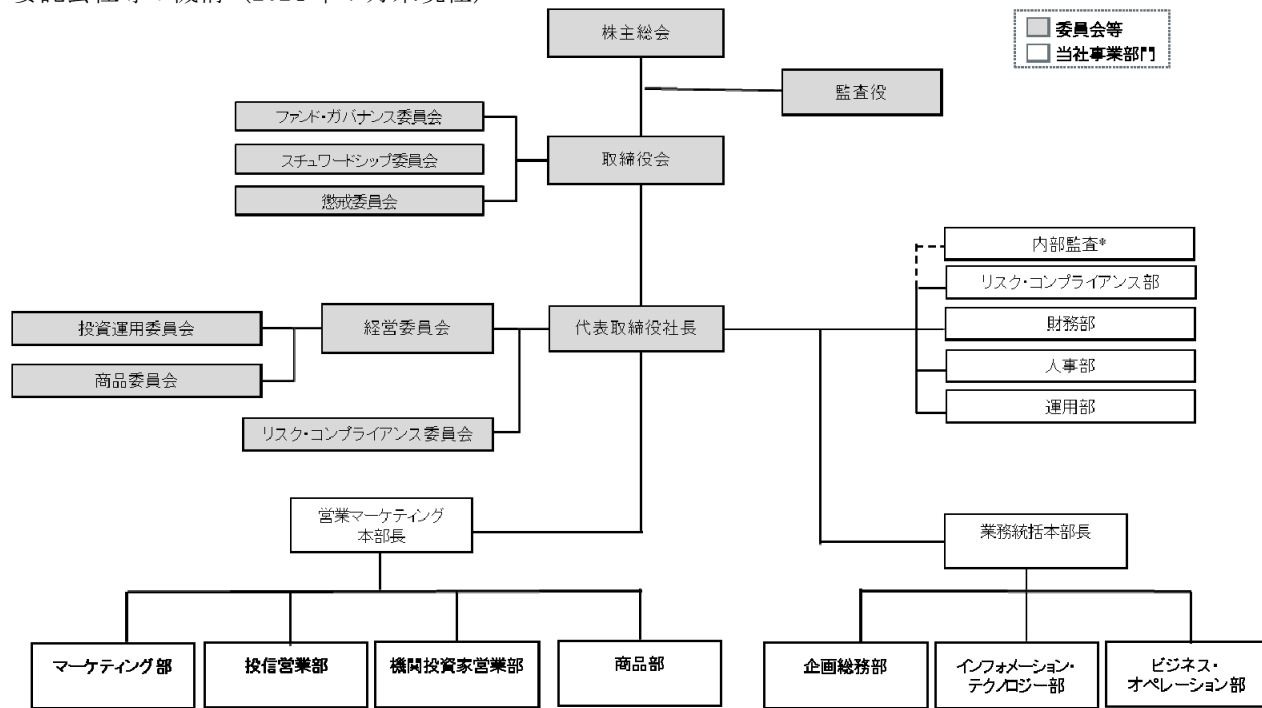 株主総会
委員会等
当社事業部門
監査役
ファンド・ガバナンス委員会
スチュワードシップ委員会
懲戒委員会
取締役会
内部監査*
リスク・コンプライアンス部
財務部
人事部
運用部
投資運用委員会
経営委員会
代表取締役社長
商品委員会
リスク・コンプライアンス委員会
営業マーケティング
本部長
業務統括本部長
マーケティング部
投信営業部
機関投資家営業部
商品部
企画総務部
インフォメーション・
テクノロジー部
ビジネス・
オペレーション部